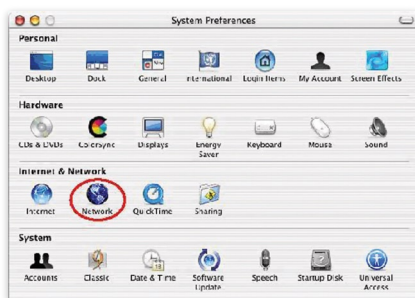 System Preferences
Personal
Desktop Dock General International Login Items My Account Screen Effects
Hardware
CDs & DVDs ColorSync Displays Energy Saver Keyboard Mouse Sound
Internet & Network
Internet Network QuickTime Sharing
System
Accounts Classic Date & Time Software Update Speech Startup Disk Universal Access